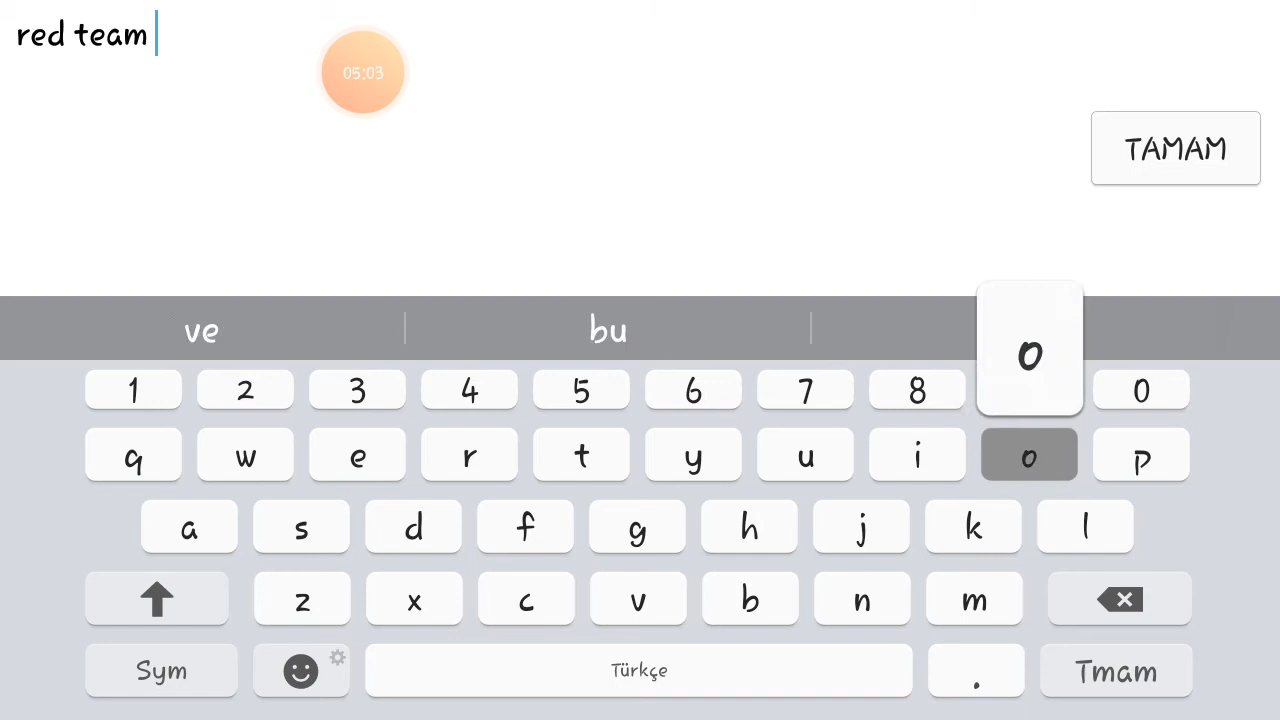 red team
05:03
TAMAM
ve bu
o
1 2 3 4 5 6 7 8 0
q w e r t y u i o p
a s d f g h j k l
z x c v b n m
Sym Türkçe . Tmam